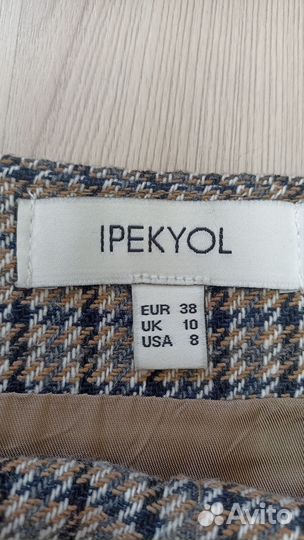 IPEKYOL
EUR 38
UK 10
USA 8
Avito